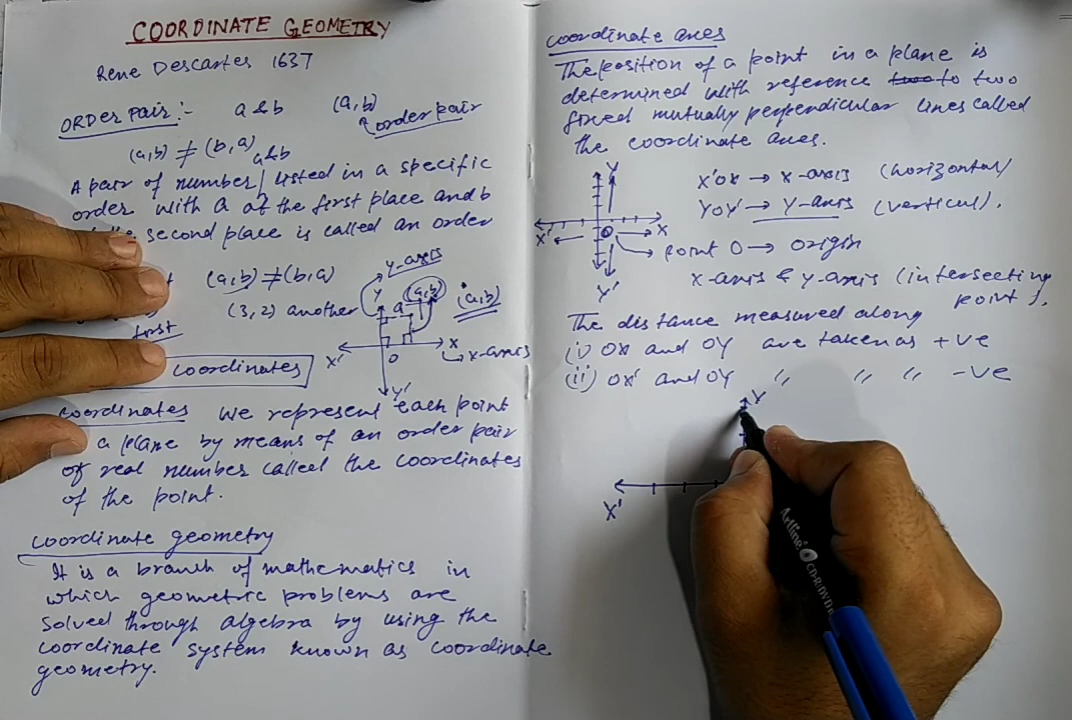 COORDINATE GEOMETRY
Rene Descartes 1637
ORDER PAIR :- a & b (a, b)
order pair
(a, b) ≠ (b, a)
a & b
A pair of number / listed in a specific
order with a at the first place and b
the second place is called an order
(a, b) ≠ (b, a)
(3, 2) another
first
y-axis
Y
a (a, b) (a, b)
X' O X
x-axis
Y'
coordinates
coordinates we represent each point
a plane by means of an order pair
of real number called the coordinates
of the point.
coordinate geometry
It is a branch of mathematics in
which geometric problems are
solved through algebra by using the
coordinate system known as coordinate
geometry.
coordinate axes
The position of a point in a plane is
determined with reference to two
fixed mutually perpendicular lines called
the coordinate axes.
Y
X' O X
Y'
X'OX → x-axis (horizontal)
YOY' → y-axis (vertical).
point O → origin
x-axis & y-axis (intersecting
point).
The distance measured along
(i) OX and OY are taken as +ve
(ii) OX' and OY " " " -ve
Y
X'
Artline CD-R/DVD-R